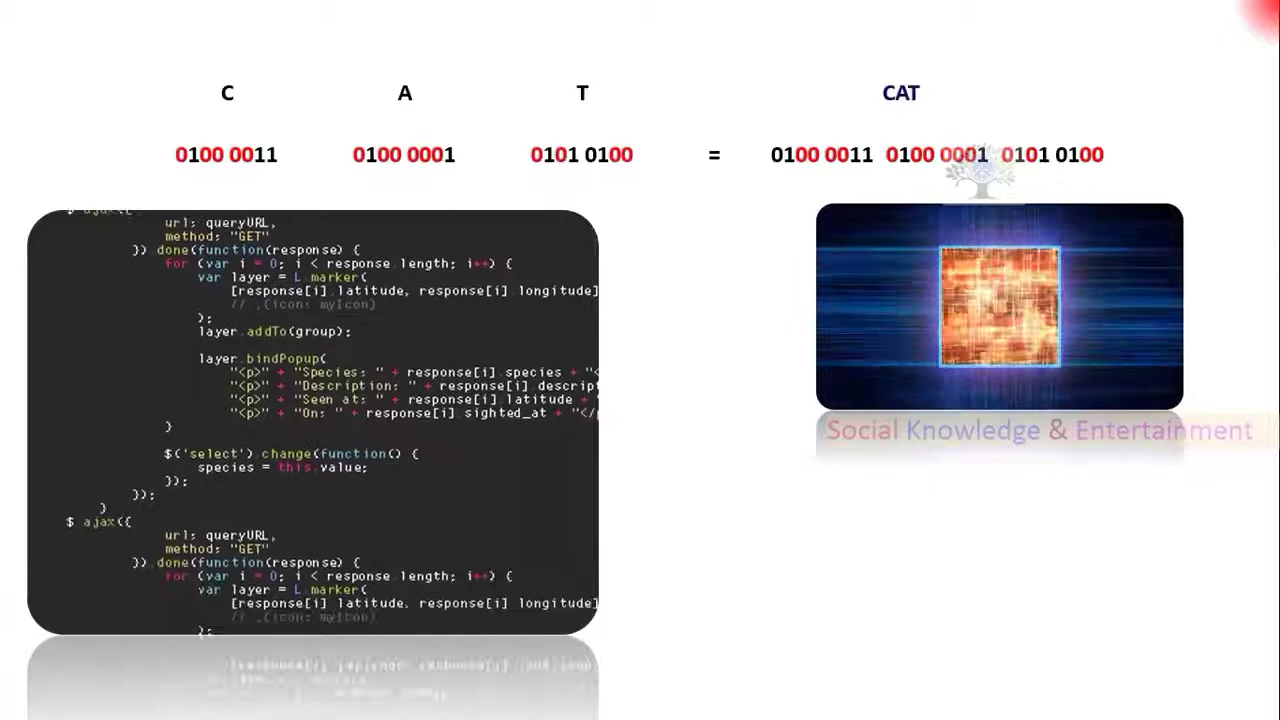 C A T CAT
0100 0011 0100 0001 0101 0100 = 0100 0011 0100 0001 0101 0100
$ ajax({
url: queryURL,
method: "GET"
}) done(function(response) {
for (var i = 0; i < response length; i++) {
var layer = L marker(
[response[i] latitude, response[i] longitude]
// ,{icon: myIcon}
);
layer addTo(group);
layer bindPopup(
"<p>" + "Species: " + response[i] species + "<
"<p>" + "Description: " + response[i] descrip
"<p>" + "Seen at: " + response[i] latitude +
"<p>" + "On: " + response[i] sighted_at + "</
}
$('select') change(function() {
species = this value;
});
});
}
$ ajax({
url: queryURL,
method: "GET"
}) done(function(response) {
for (var i = 0; i < response length; i++) {
var layer = L marker(
[response[i] latitude, response[i] longitude]
// ,{icon: myIcon}
);
Social Knowledge & Entertainment